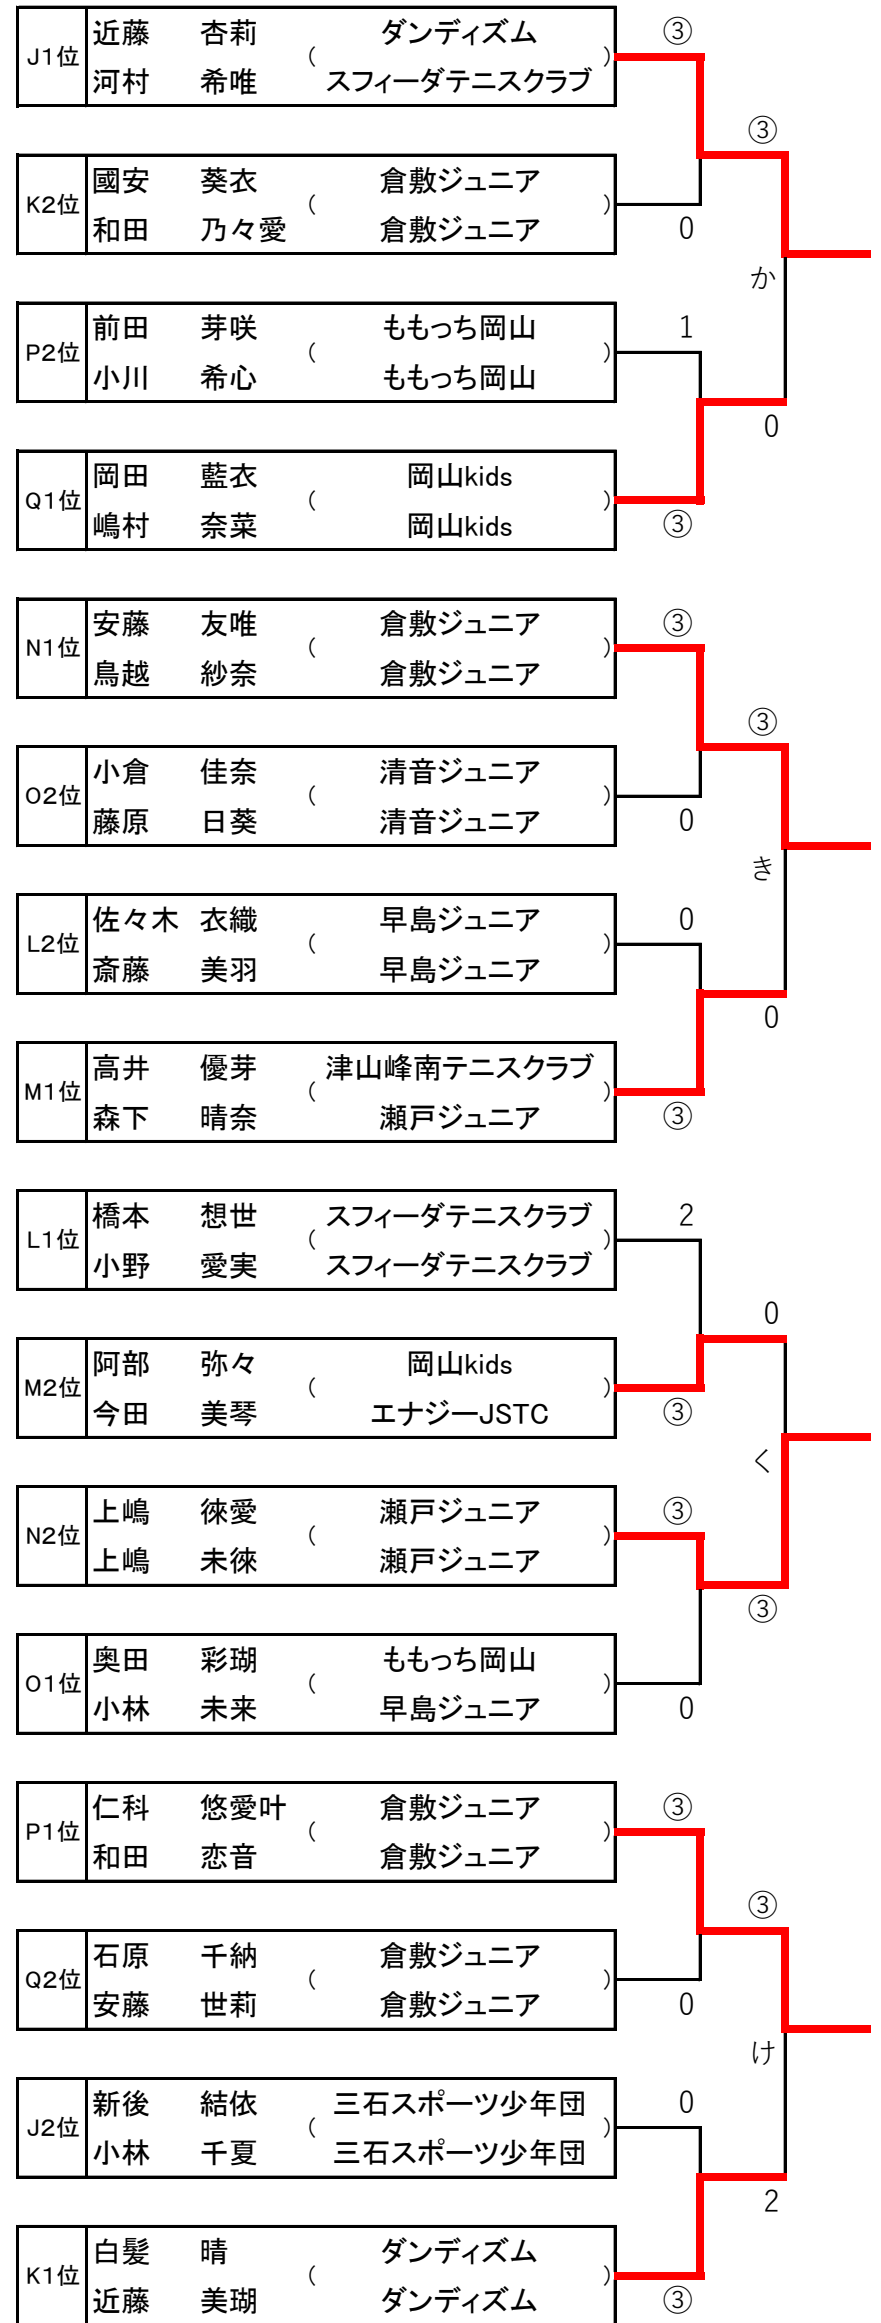 J1位 近藤 杏莉 ( ダンディズム ) ③
河村 希唯 スフィーダテニスクラブ
③
K2位 國安 葵衣 ( 倉敷ジュニア )
和田 乃々愛 倉敷ジュニア 0
か
P2位 前田 芽咲 ( ももっち岡山 ) 1
小川 希心 ももっち岡山
0
Q1位 岡田 藍衣 ( 岡山kids )
嶋村 奈菜 岡山kids ③
N1位 安藤 友唯 ( 倉敷ジュニア ) ③
鳥越 紗奈 倉敷ジュニア
③
O2位 小倉 佳奈 ( 清音ジュニア )
藤原 日葵 清音ジュニア 0
き
L2位 佐々木 衣織 ( 早島ジュニア ) 0
斎藤 美羽 早島ジュニア
0
M1位 高井 優芽 ( 津山峰南テニスクラブ )
森下 晴奈 瀬戸ジュニア ③
L1位 橋本 想世 ( スフィーダテニスクラブ ) 2
小野 愛実 スフィーダテニスクラブ
0
M2位 阿部 弥々 ( 岡山kids )
今田 美琴 エナジーJSTC ③
く
N2位 上嶋 徠愛 ( 瀬戸ジュニア ) ③
上嶋 未徠 瀬戸ジュニア
③
O1位 奥田 彩瑚 ( ももっち岡山 )
小林 未来 早島ジュニア 0
P1位 仁科 悠愛叶 ( 倉敷ジュニア ) ③
和田 恋音 倉敷ジュニア
③
Q2位 石原 千納 ( 倉敷ジュニア )
安藤 世莉 倉敷ジュニア 0
け
J2位 新後 結依 ( 三石スポーツ少年団 ) 0
小林 千夏 三石スポーツ少年団
2
K1位 白髪 晴 ( ダンディズム )
近藤 美瑚 ダンディズム ③